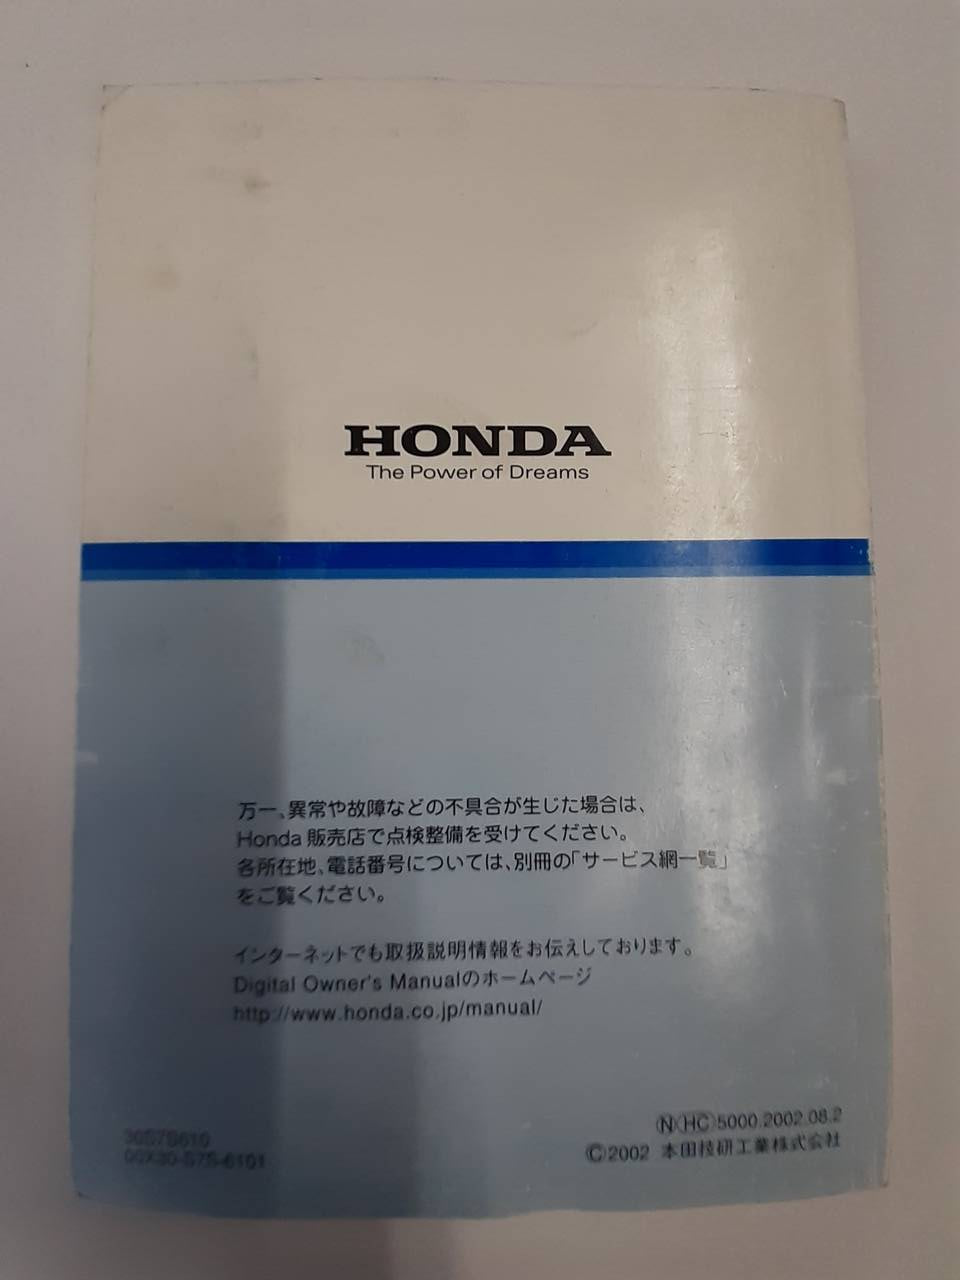 HONDA
The Power of Dreams
万一、異常や故障などの不具合が生じた場合は、
Honda 販売店で点検整備を受けてください。
各所在地、電話番号については、別冊の「サービス網一覧」
をご覧ください。
インターネットでも取扱説明情報をお伝えしております。
Digital Owner's Manualのホームページ
http://www.honda.co.jp/manual/
30S7S610
00X30-S7S-6101
ⓃHC5000.2002.08.2
©2002 本田技研工業株式会社